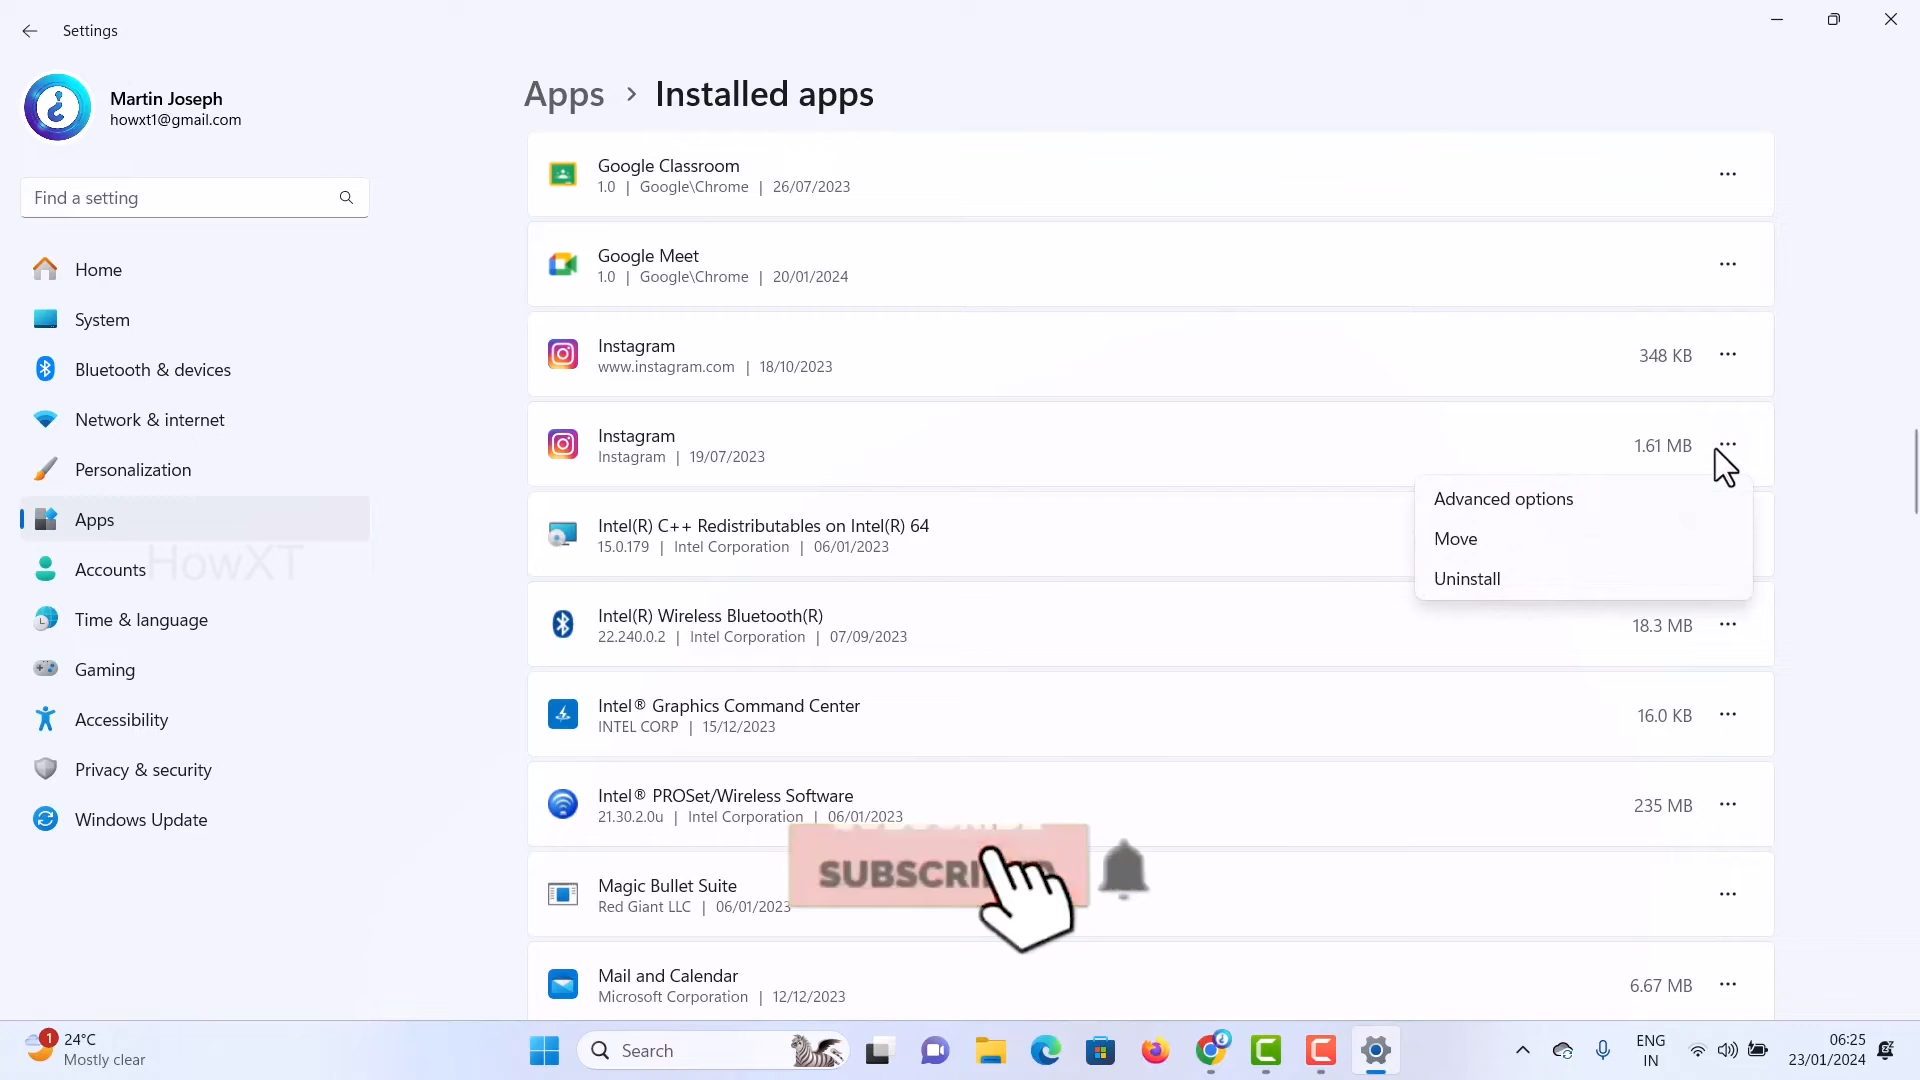 Settings
Martin Joseph
howxt1@gmail.com
Find a setting
Home
System
Bluetooth & devices
Network & internet
Personalization
Apps
Accounts
HowXT
Time & language
Gaming
Accessibility
Privacy & security
Windows Update
Apps > Installed apps
Google Classroom
1.0 | Google\Chrome | 26/07/2023
Google Meet
1.0 | Google\Chrome | 20/01/2024
Instagram
www.instagram.com | 18/10/2023
348 KB
Instagram
Instagram | 19/07/2023
1.61 MB
Advanced options
Move
Uninstall
Intel(R) C++ Redistributables on Intel(R) 64
15.0.179 | Intel Corporation | 06/01/2023
Intel(R) Wireless Bluetooth(R)
22.240.0.2 | Intel Corporation | 07/09/2023
18.3 MB
Intel® Graphics Command Center
INTEL CORP | 15/12/2023
16.0 KB
Intel® PROSet/Wireless Software
21.30.2.0u | Intel Corporation | 06/01/2023
235 MB
Magic Bullet Suite
Red Giant LLC | 06/01/2023
Mail and Calendar
Microsoft Corporation | 12/12/2023
6.67 MB
1
24°C
Mostly clear
Search
ENG
IN
06:25
23/01/2024